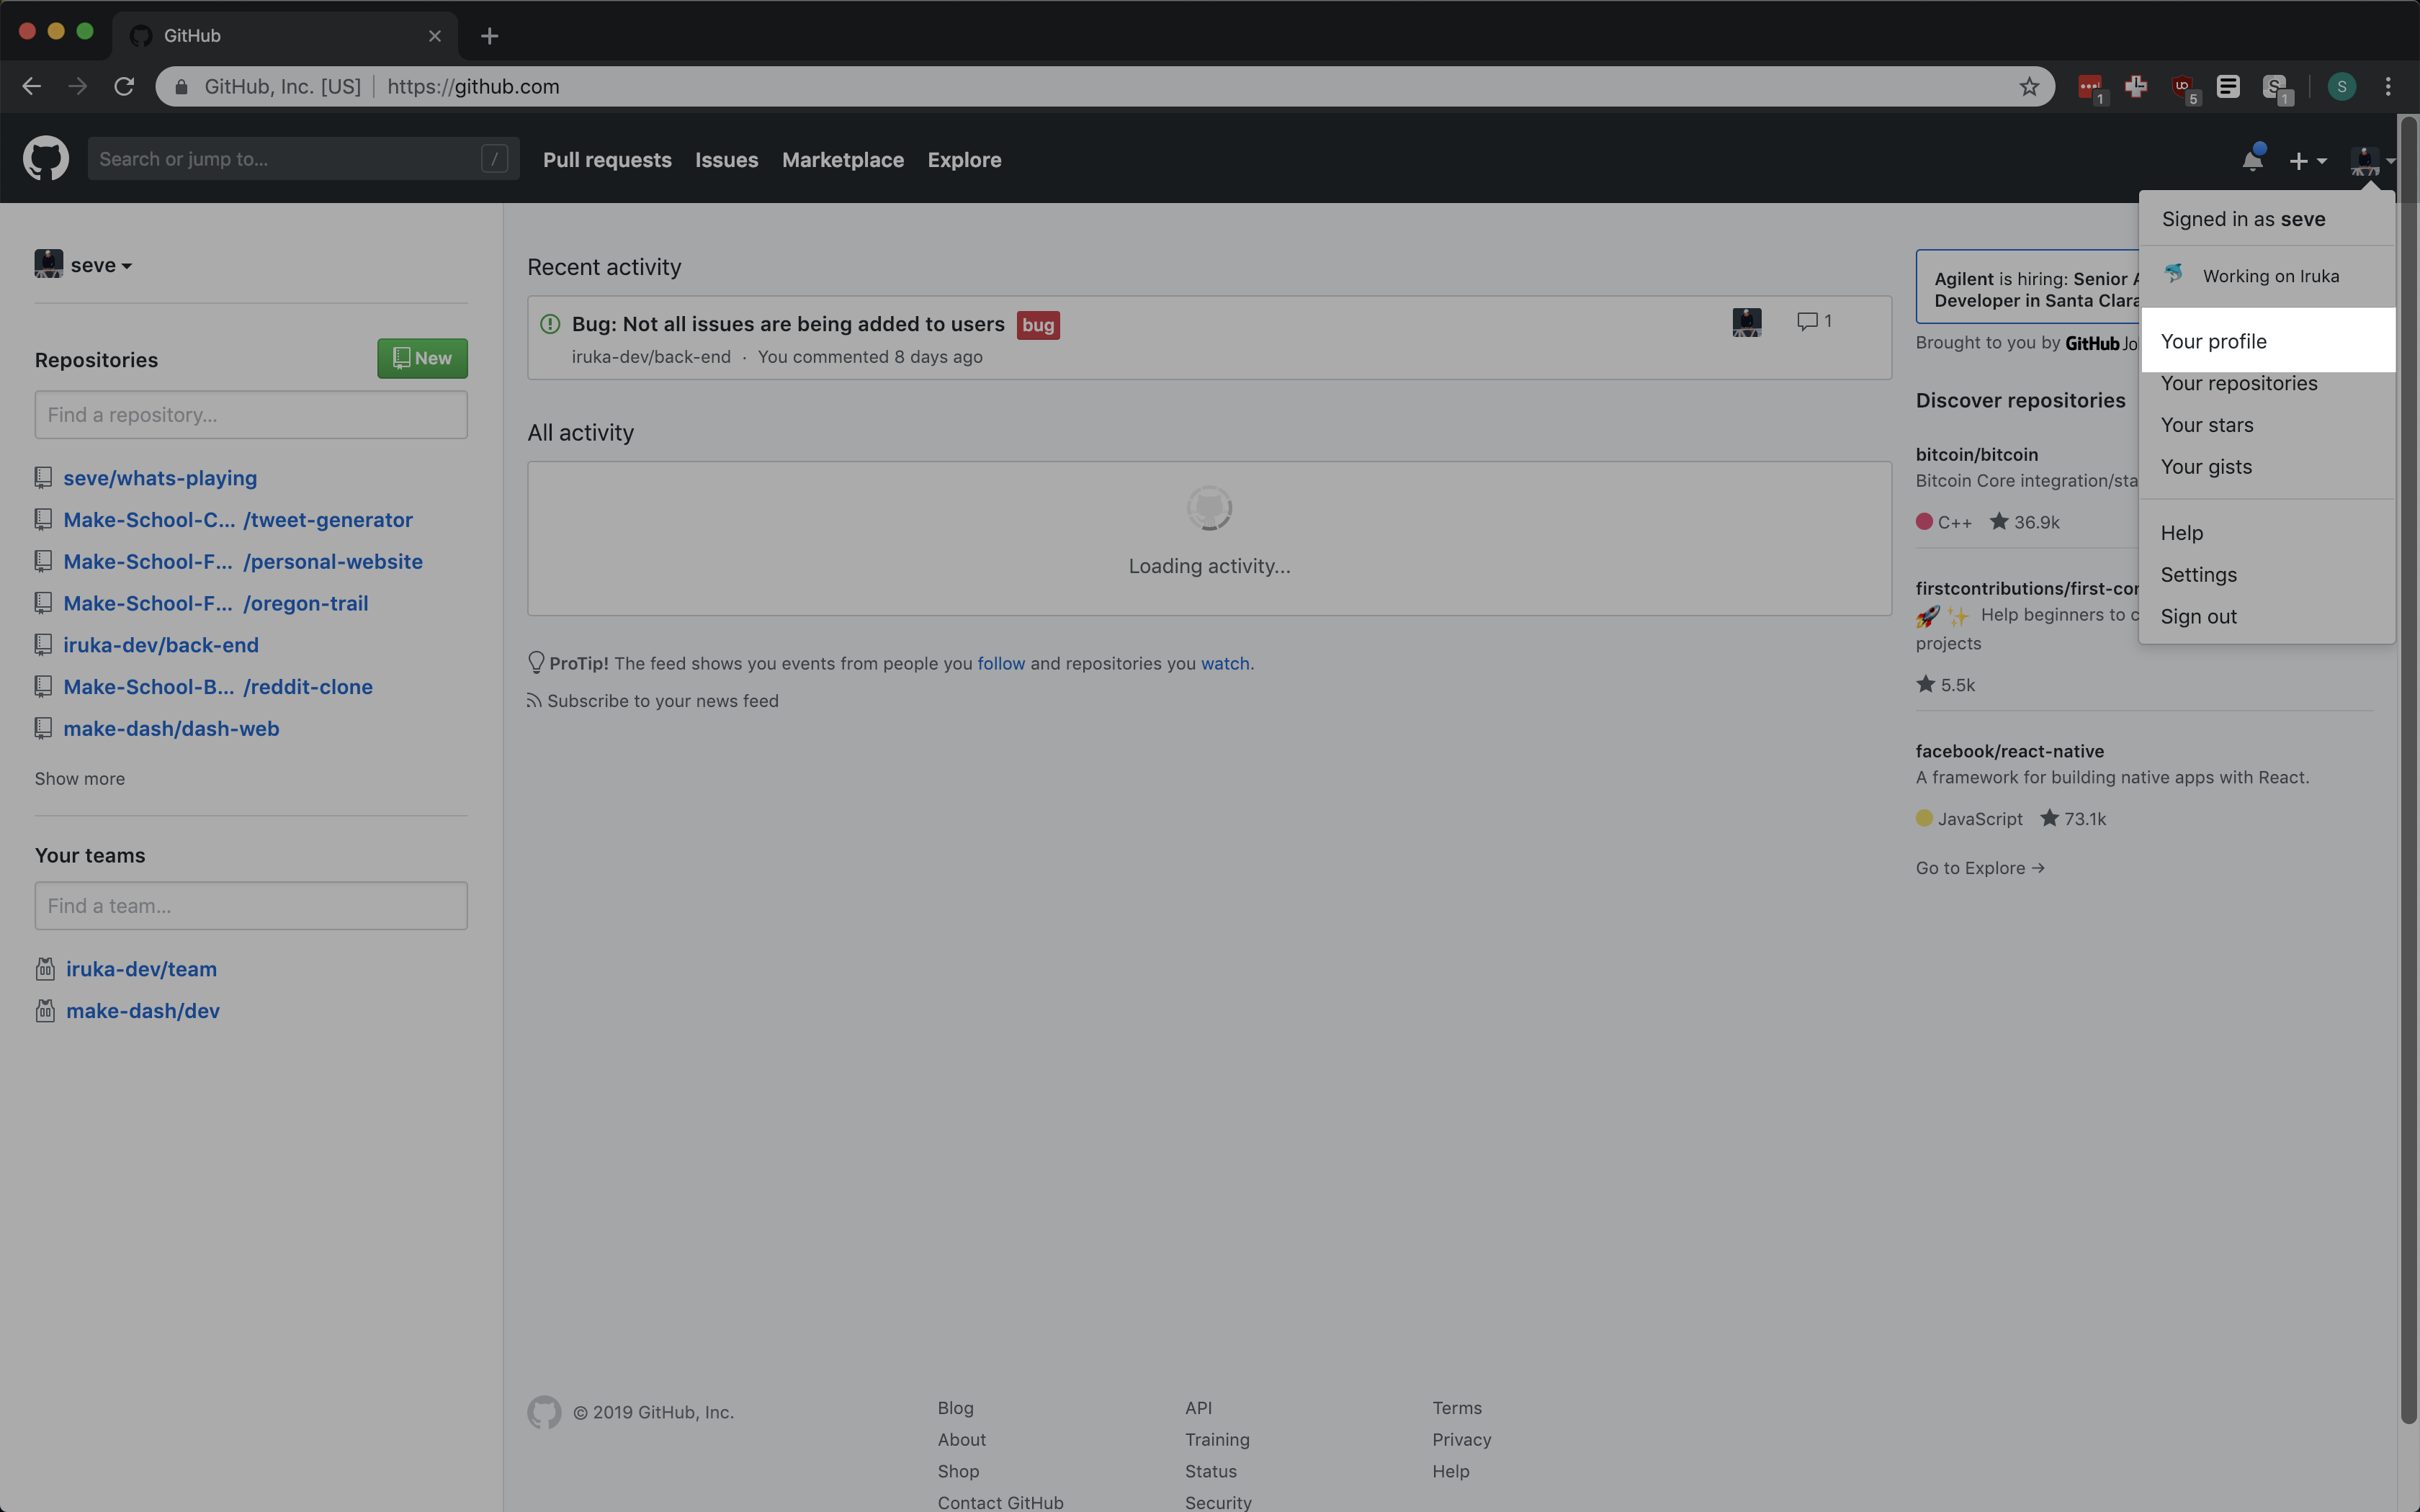 GitHub
GitHub, Inc. [US] https://github.com
1
5
S
1
S
Search or jump to... /
Pull requests Issues Marketplace Explore
Signed in as seve
Working on Iruka
Your profile
Your repositories
Your stars
Your gists
Help
Settings
Sign out
seve
Repositories
New
Find a repository...
seve/whats-playing
Make-School-C... /tweet-generator
Make-School-F... /personal-website
Make-School-F... /oregon-trail
iruka-dev/back-end
Make-School-B... /reddit-clone
make-dash/dash-web
Show more
Your teams
Find a team...
iruka-dev/team
make-dash/dev
Recent activity
Bug: Not all issues are being added to users bug
1
iruka-dev/back-end · You commented 8 days ago
All activity
Loading activity...
ProTip! The feed shows you events from people you follow and repositories you watch.
Subscribe to your news feed
Agilent is hiring: Senior A
Developer in Santa Clara
Brought to you by GitHub Jo
Discover repositories
bitcoin/bitcoin
Bitcoin Core integration/sta
C++ 36.9k
firstcontributions/first-con
Help beginners to c
projects
5.5k
facebook/react-native
A framework for building native apps with React.
JavaScript 73.1k
Go to Explore →
© 2019 GitHub, Inc.
Blog
About
Shop
Contact GitHub
API
Training
Status
Security
Terms
Privacy
Help